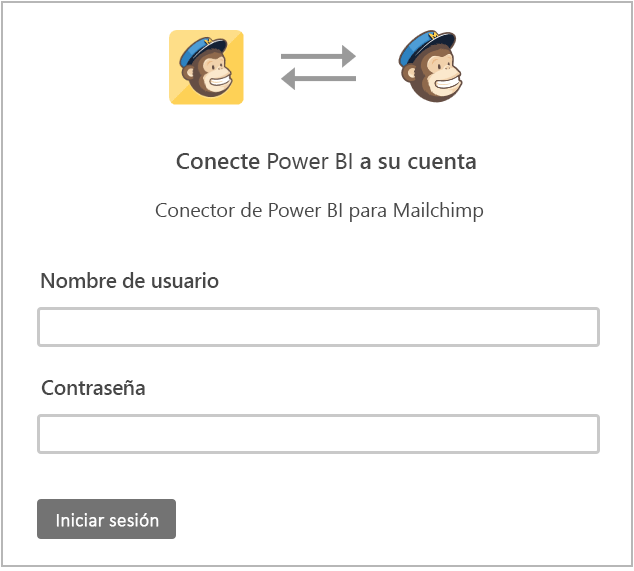 Conecte Power BI a su cuenta
Conector de Power BI para Mailchimp
Nombre de usuario
Contraseña
Iniciar sesión